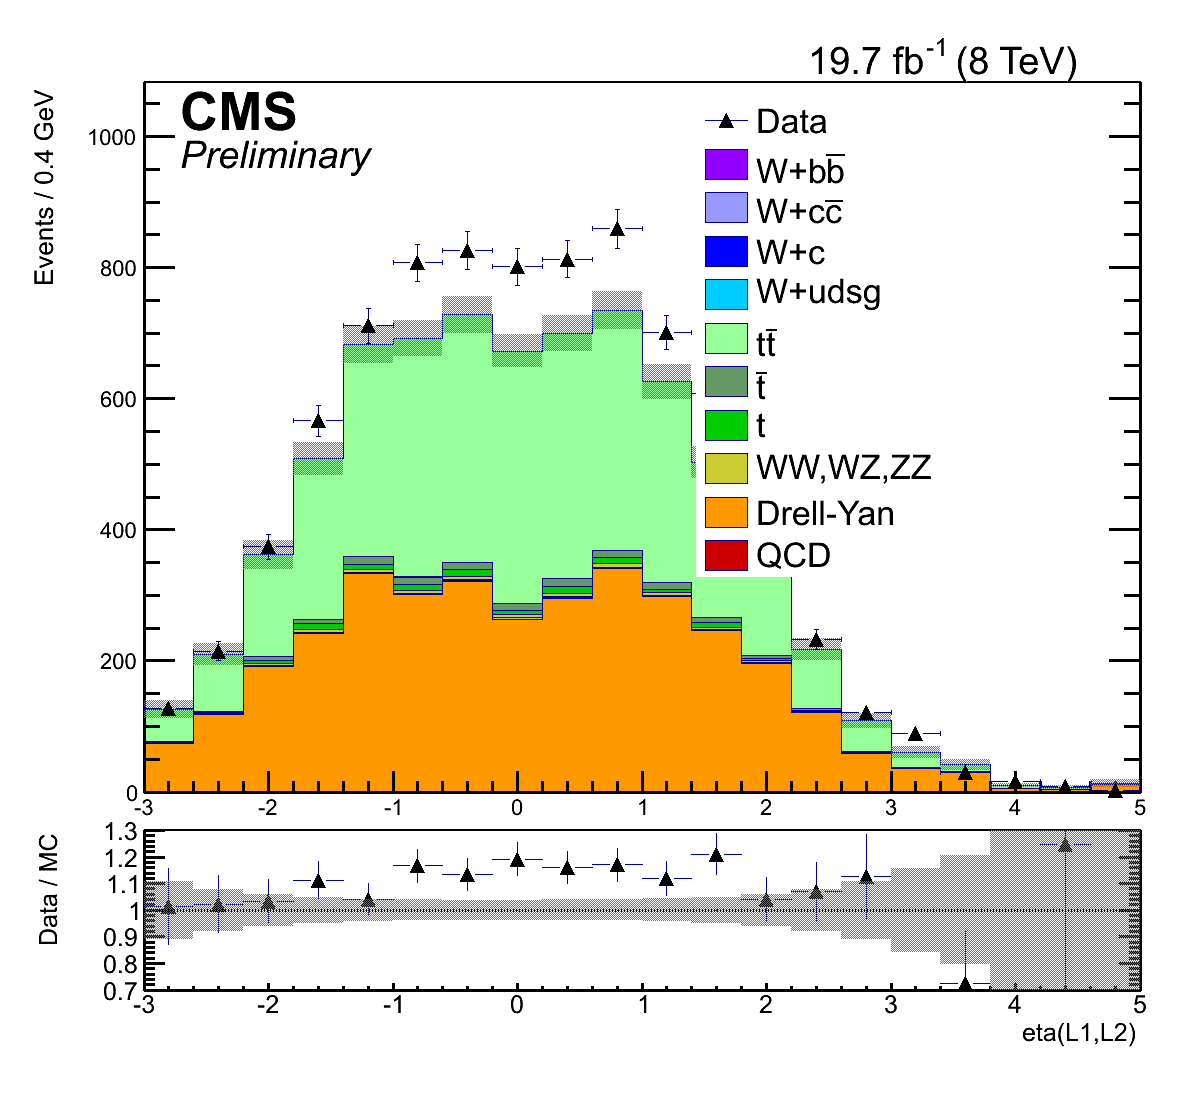 19.7 fb⁻¹ (8 TeV)
CMS
Preliminary
Events / 0.4 GeV
1000
800
600
400
200
0
Data
W+bb̅
W+cc̅
W+c
W+udsg
tt̅
t̅
t
WW,WZ,ZZ
Drell-Yan
QCD
-3 -2 -1 0 1 2 3 4 5
Data / MC
1.3
1.2
1.1
1
0.9
0.8
0.7
-3 -2 -1 0 1 2 3 4 5
eta(L1,L2)